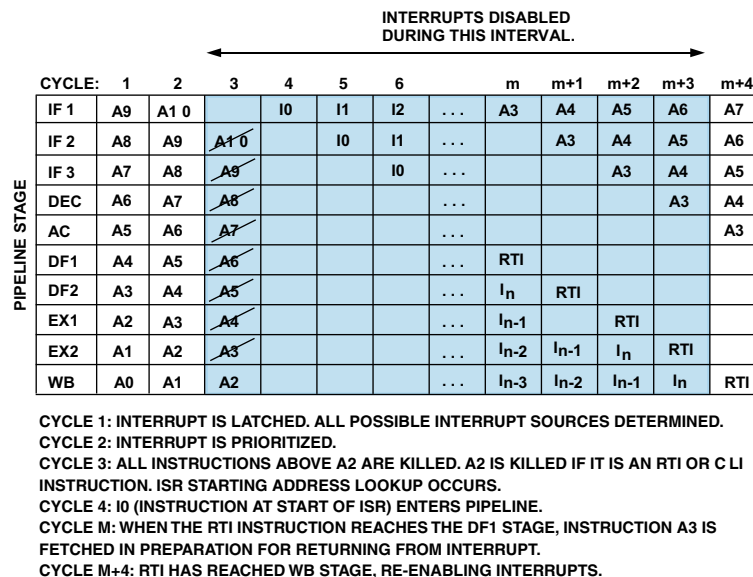 INTERRUPTS DISABLED
DURING THIS INTERVAL.
CYCLE: 1 2 3 4 5 6 m m+1 m+2 m+3 m+4
PIPELINE STAGE
IF 1 A9 A1 0 I0 I1 I2 . . . A3 A4 A5 A6 A7
IF 2 A8 A9 A1 0 I0 I1 . . . A3 A4 A5 A6
IF 3 A7 A8 A9 I0 . . . A3 A4 A5
DEC A6 A7 A8 . . . A3 A4
AC A5 A6 A7 . . . A3
DF1 A4 A5 A6 . . . RTI
DF2 A3 A4 A5 . . . In RTI
EX1 A2 A3 A4 . . . In-1 RTI
EX2 A1 A2 A3 . . . In-2 In-1 In RTI
WB A0 A1 A2 . . . In-3 In-2 In-1 In RTI
CYCLE 1: INTERRUPT IS LATCHED. ALL POSSIBLE INTERRUPT SOURCES DETERMINED.
CYCLE 2: INTERRUPT IS PRIORITIZED.
CYCLE 3: ALL INSTRUCTIONS ABOVE A2 ARE KILLED. A2 IS KILLED IF IT IS AN RTI OR C LI
INSTRUCTION. ISR STARTING ADDRESS LOOKUP OCCURS.
CYCLE 4: I0 (INSTRUCTION AT START OF ISR) ENTERS PIPELINE.
CYCLE M: WHEN THE RTI INSTRUCTION REACHES THE DF1 STAGE, INSTRUCTION A3 IS
FETCHED IN PREPARATION FOR RETURNING FROM INTERRUPT.
CYCLE M+4: RTI HAS REACHED WB STAGE, RE-ENABLING INTERRUPTS.